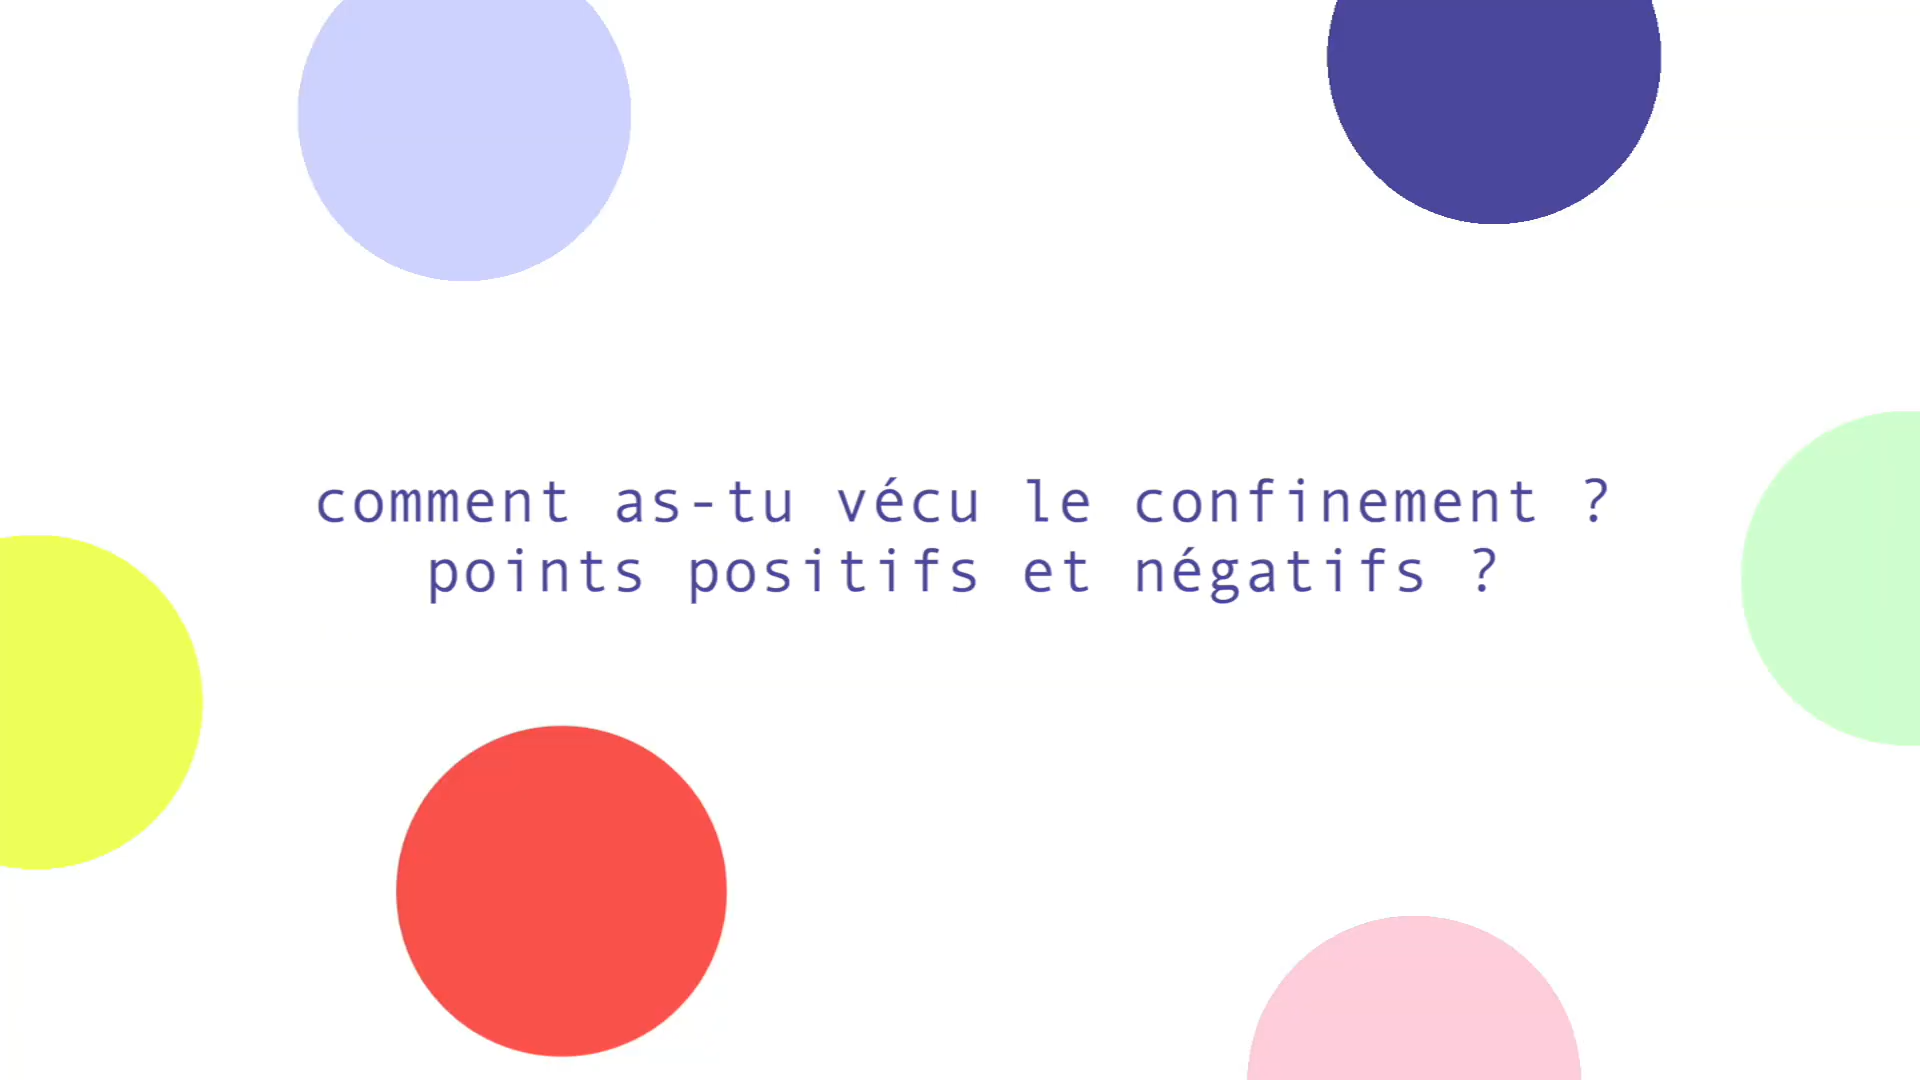 comment as-tu vécu le confinement ?
points positifs et négatifs ?